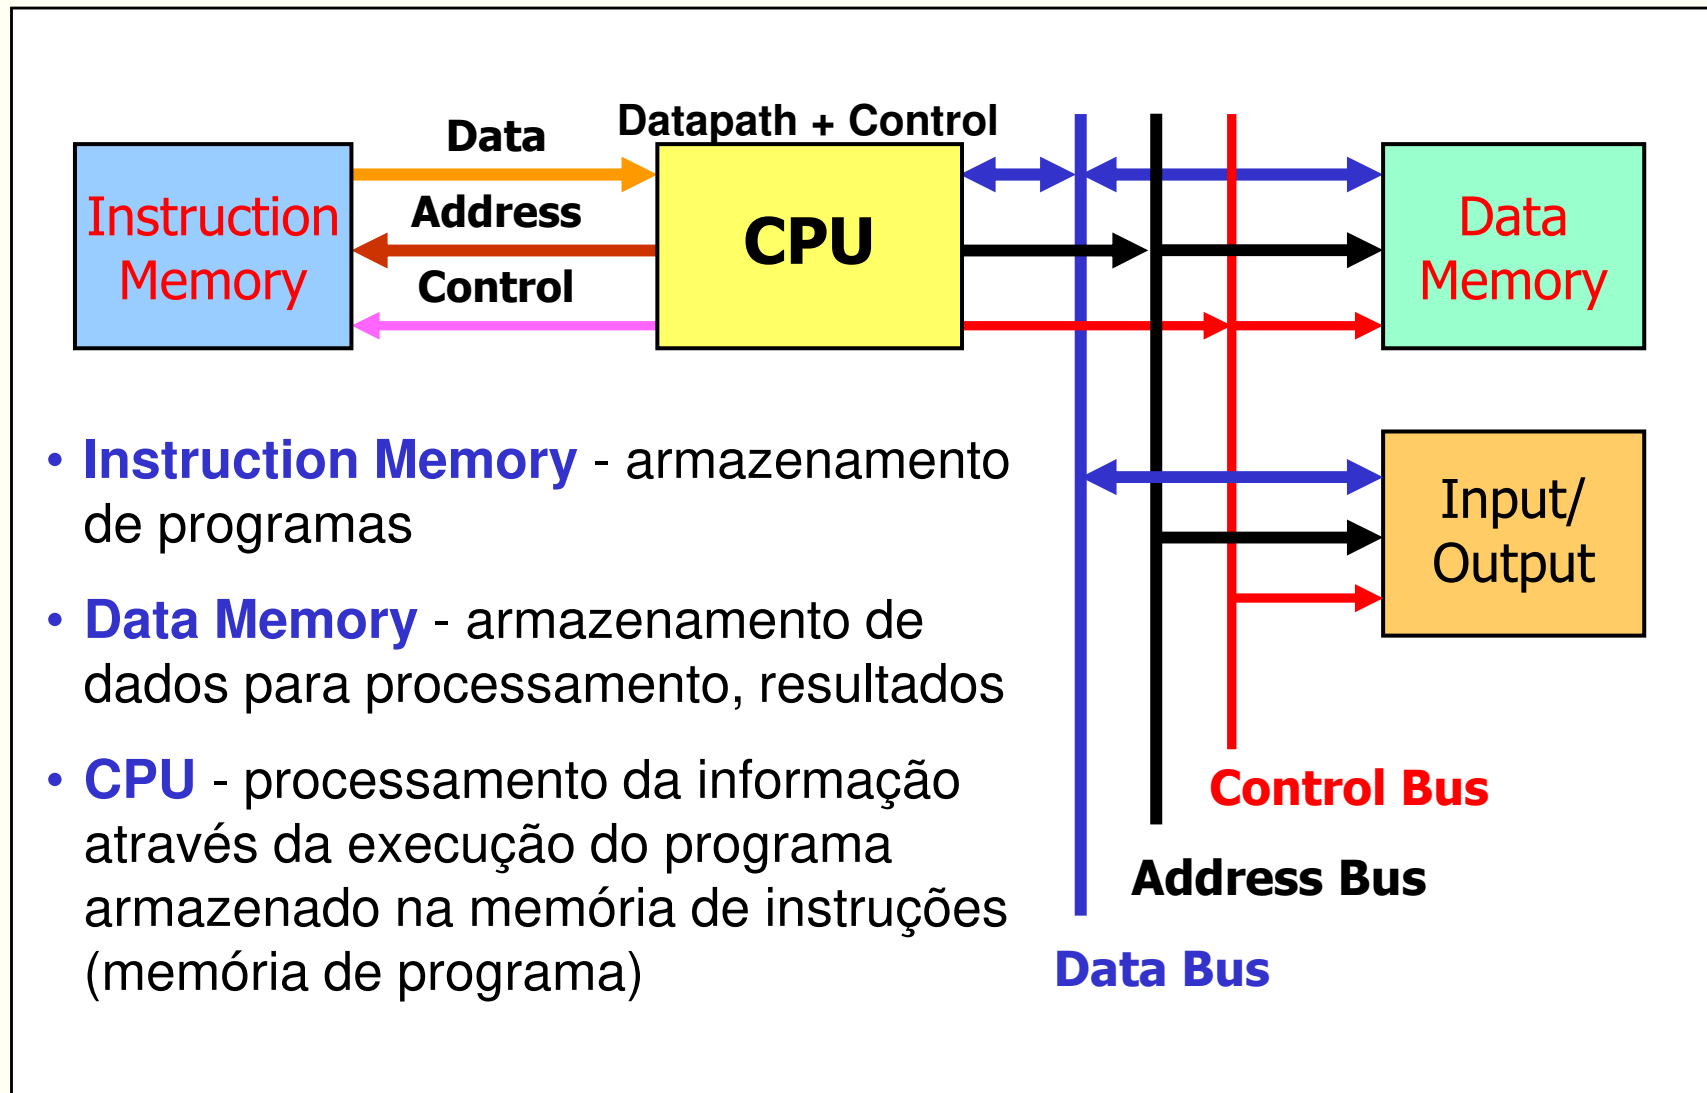 Datapath + Control
Data
Address
Control
Instruction
Memory
CPU
Data
Memory
Input/
Output
• Instruction Memory - armazenamento
de programas
• Data Memory - armazenamento de
dados para processamento, resultados
• CPU - processamento da informação
através da execução do programa
armazenado na memória de instruções
(memória de programa)
Control Bus
Address Bus
Data Bus